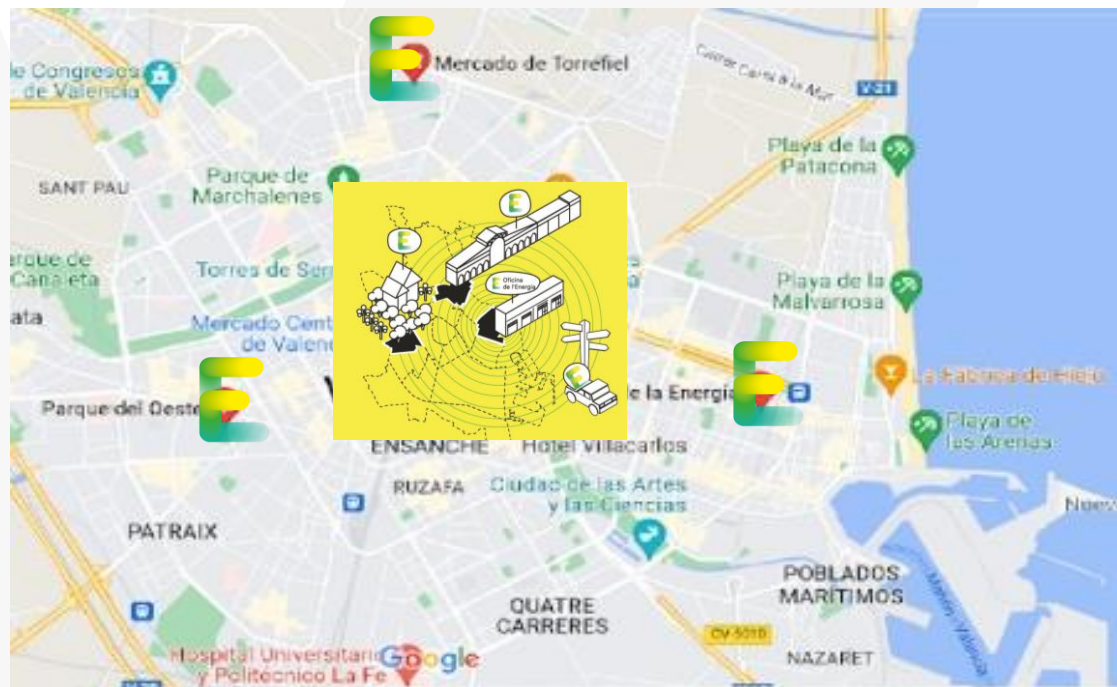 Mercado de Torrefiel
e Congresos
de Valencia
V-21
Playa de la
Patacona
SANT PAU
Parque de
Marchalenes
E
E
E Oficina
de l'Energia
Torres de Ser
Playa de la
Malvarrosa
ata
Mercado Cent
de Valen
E
E
E
E
Parque del Oeste
V
e la Energía
La Fábrica de Hielo
Playa de
las Arenas
ENSANCHE
Hotel Villacarlos
RUZAFA
Ciudad de las Artes
y las Ciencias
PATRAIX
POBLADOS
MARÍTIMOS
QUATRE
CARRERES
CV-5010
Hospital Universitari
y Politécnico La Fe
Google
NAZARET